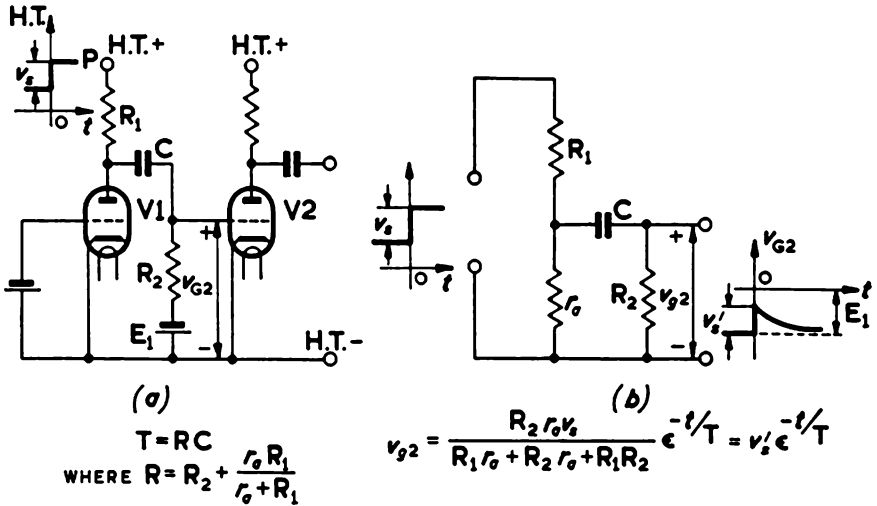 H.T.
v_s
O
t
P
H.T.+
R_1
C
V1
R_2
v_G2
E_1
+
−
H.T.+
V2
H.T.−
(a)
T = RC
WHERE R = R_2 + r_a R_1 / (r_a + R_1)
v_s
O
t
R_1
C
r_a
R_2
v_g2
+
−
v_G2
O
t
v_s'
E_1
(b)
v_g2 = R_2 r_a v_s / (R_1 r_a + R_2 r_a + R_1 R_2) ϵ^(−t/T) = v_s' ϵ^(−t/T)